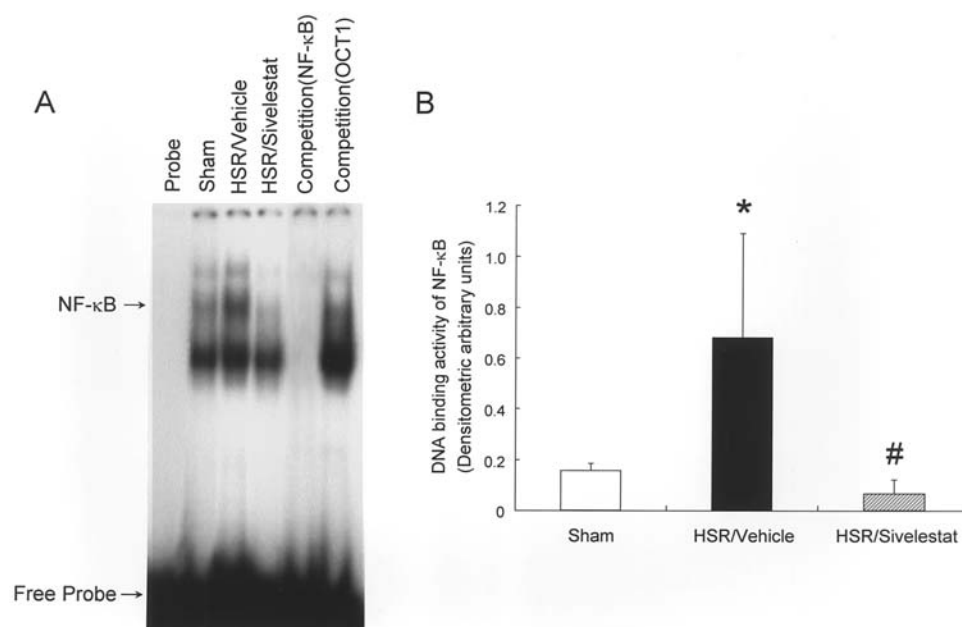 A
Probe
Sham
HSR/Vehicle
HSR/Sivelestat
Competition(NF-κB)
Competition(OCT1)
NF-κB →
Free Probe →
B
DNA binding activity of NF-κB
(Densitometric arbitrary units)
1.2
1.0
0.8
0.6
0.4
0.2
0
*
#
Sham
HSR/Vehicle
HSR/Sivelestat